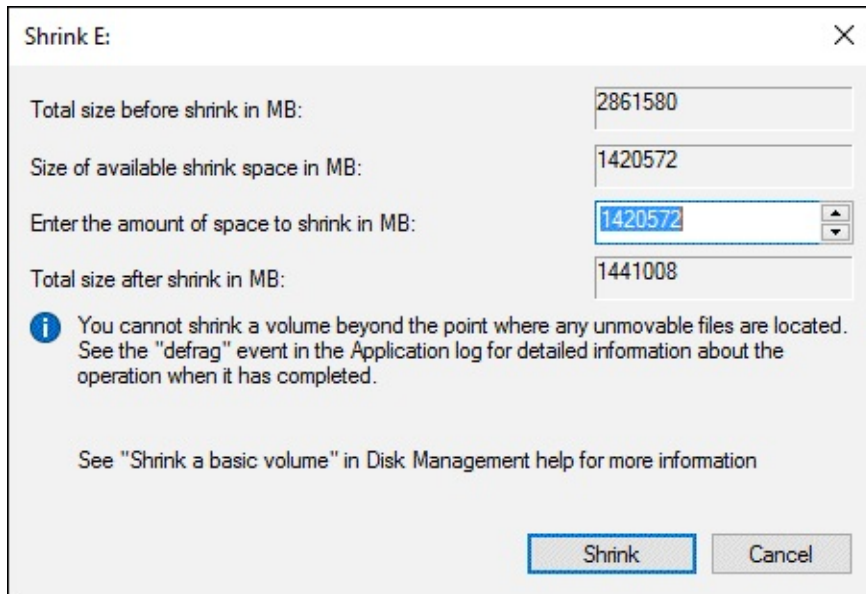 Shrink E:
Total size before shrink in MB: 2861580
Size of available shrink space in MB: 1420572
Enter the amount of space to shrink in MB: 1420572
Total size after shrink in MB: 1441008
You cannot shrink a volume beyond the point where any unmovable files are located.
See the "defrag" event in the Application log for detailed information about the
operation when it has completed.
See "Shrink a basic volume" in Disk Management help for more information
Shrink Cancel